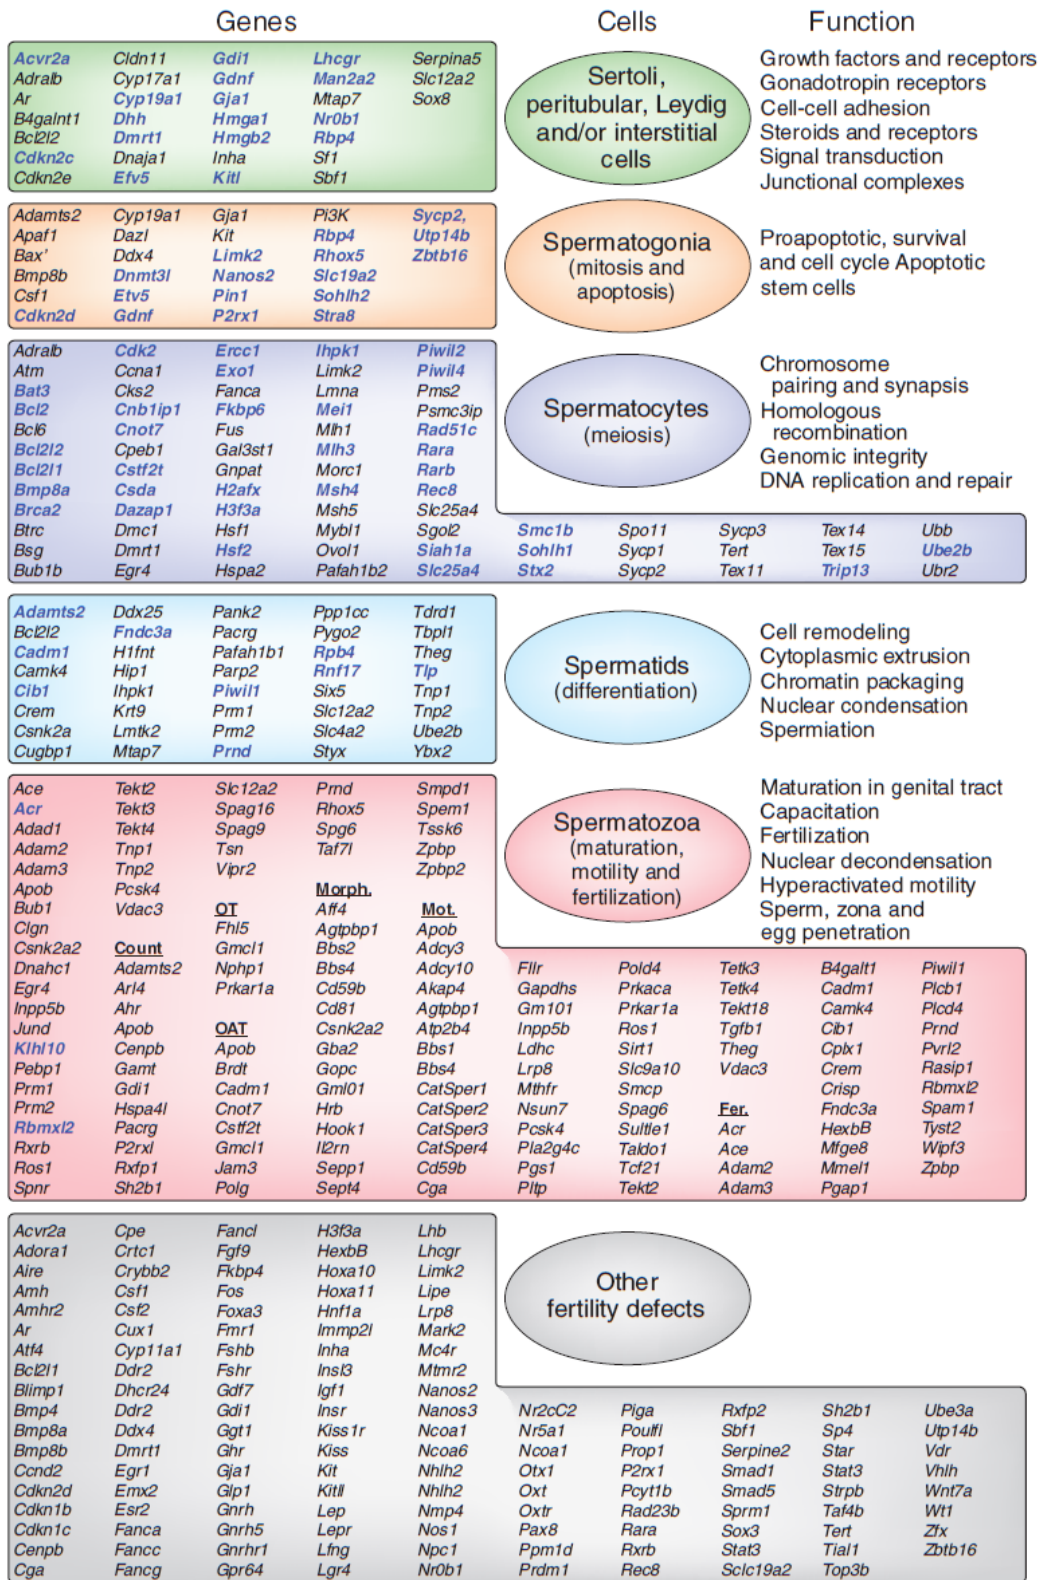 Genes Cells Function
Acvr2a Cldn11 Gdi1 Lhcgr Serpina5
Adralb Cyp17a1 Gdnf Man2a2 Slc12a2
Ar Cyp19a1 Gja1 Mtap7 Sox8
B4galnt1 Dhh Hmga1 Nr0b1
Bcl2l2 Dmrt1 Hmgb2 Rbp4
Cdkn2c Dnaja1 Inha Sf1
Cdkn2e Efv5 Kitl Sbf1
Sertoli,
peritubular, Leydig
and/or interstitial
cells
Growth factors and receptors
Gonadotropin receptors
Cell-cell adhesion
Steroids and receptors
Signal transduction
Junctional complexes
Adamts2 Cyp19a1 Gja1 Pi3K Sycp2,
Apaf1 Dazl Kit Rbp4 Utp14b
Bax' Ddx4 Limk2 Rhox5 Zbtb16
Bmp8b Dnmt3l Nanos2 Slc19a2
Csf1 Etv5 Pin1 Sohlh2
Cdkn2d Gdnf P2rx1 Stra8
Spermatogonia
(mitosis and
apoptosis)
Proapoptotic, survival
and cell cycle Apoptotic
stem cells
Adralb Cdk2 Ercc1 Ihpk1 Piwil2
Atm Ccna1 Exo1 Limk2 Piwil4
Bat3 Cks2 Fanca Lmna Pms2
Bcl2 Cnb1ip1 Fkbp6 Mei1 Psmc3ip
Bcl6 Cnot7 Fus Mlh1 Rad51c
Bcl2l2 Cpeb1 Gal3st1 Mlh3 Rara
Bcl2l1 Cstf2t Gnpat Morc1 Rarb
Bmp8a Csda H2afx Msh4 Rec8
Brca2 Dazap1 H3f3a Msh5 Slc25a4
Btrc Dmc1 Hsf1 Mybl1 Sgol2 Smc1b Spo11 Sycp3 Tex14 Ubb
Bsg Dmrt1 Hsf2 Ovol1 Siah1a Sohlh1 Sycp1 Tert Tex15 Ube2b
Bub1b Egr4 Hspa2 Pafah1b2 Slc25a4 Stx2 Sycp2 Tex11 Trip13 Ubr2
Spermatocytes
(meiosis)
Chromosome
pairing and synapsis
Homologous
recombination
Genomic integrity
DNA replication and repair
Adamts2 Ddx25 Pank2 Ppp1cc Tdrd1
Bcl2l2 Fndc3a Pacrg Pygo2 Tbpl1
Cadm1 H1fnt Pafah1b1 Rpb4 Theg
Camk4 Hip1 Parp2 Rnf17 Tlp
Cib1 Ihpk1 Piwil1 Six5 Tnp1
Crem Krt9 Prm1 Slc12a2 Tnp2
Csnk2a Lmtk2 Prm2 Slc4a2 Ube2b
Cugbp1 Mtap7 Prnd Styx Ybx2
Spermatids
(differentiation)
Cell remodeling
Cytoplasmic extrusion
Chromatin packaging
Nuclear condensation
Spermiation
Ace Tekt2 Slc12a2 Prnd Smpd1
Acr Tekt3 Spag16 Rhox5 Spem1
Adad1 Tekt4 Spag9 Spg6 Tssk6
Adam2 Tnp1 Tsn Taf7l Zpbp
Adam3 Tnp2 Vipr2 Zpbp2
Apob Pcsk4 Morph.
Bub1 Vdac3 OT Aff4 Mot.
Clgn Fhl5 Agtpbp1 Apob
Csnk2a2 Count Gmcl1 Bbs2 Adcy3
Dnahc1 Adamts2 Nphp1 Bbs4 Adcy10 Fllr Pold4 Tetk3 B4galt1 Piwil1
Egr4 Arl4 Prkar1a Cd59b Akap4 Gapdhs Prkaca Tetk4 Cadm1 Plcb1
Inpp5b Ahr Cd81 Agtpbp1 Gm101 Prkar1a Tekt18 Camk4 Plcd4
Jund Apob OAT Csnk2a2 Atp2b4 Inpp5b Ros1 Tgfb1 Cib1 Prnd
Klhl10 Cenpb Apob Gba2 Bbs1 Ldhc Sirt1 Theg Cplx1 Pvrl2
Pebp1 Gamt Brdt Gopc Bbs4 Lrp8 Slc9a10 Vdac3 Crem Rasip1
Prm1 Gdi1 Cadm1 Gml01 CatSper1 Mthfr Smcp Crisp Rbmxl2
Prm2 Hspa4l Cnot7 Hrb CatSper2 Nsun7 Spag6 Fer. Fndc3a Spam1
Rbmxl2 Pacrg Cstf2t Hook1 CatSper3 Pcsk4 Sultle1 Acr HexbB Tyst2
Rxrb P2rxl Gmcl1 Il2rn CatSper4 Pla2g4c Taldo1 Ace Mfge8 Wipf3
Ros1 Rxfp1 Jam3 Sepp1 Cd59b Pgs1 Tcf21 Adam2 Mmel1 Zpbp
Spnr Sh2b1 Polg Sept4 Cga Pltp Tekt2 Adam3 Pgap1
Spermatozoa
(maturation,
motility and
fertilization)
Maturation in genital tract
Capacitation
Fertilization
Nuclear decondensation
Hyperactivated motility
Sperm, zona and
egg penetration
Acvr2a Cpe Fancl H3f3a Lhb
Adora1 Crtc1 Fgf9 HexbB Lhcgr
Aire Crybb2 Fkbp4 Hoxa10 Limk2
Amh Csf1 Fos Hoxa11 Lipe
Amhr2 Csf2 Foxa3 Hnf1a Lrp8
Ar Cux1 Fmr1 Immp2l Mark2
Atf4 Cyp11a1 Fshb Inha Mc4r
Bcl2l1 Ddr2 Fshr Insl3 Mtmr2
Blimp1 Dhcr24 Gdf7 Igf1 Nanos2
Bmp4 Ddr2 Gdi1 Insr Nanos3 Nr2cC2 Piga Rxfp2 Sh2b1 Ube3a
Bmp8a Ddx4 Ggt1 Kiss1r Ncoa1 Nr5a1 Poulfl Sbf1 Sp4 Utp14b
Bmp8b Dmrt1 Ghr Kiss Ncoa6 Ncoa1 Prop1 Serpine2 Star Vdr
Ccnd2 Egr1 Gja1 Kit Nhlh2 Otx1 P2rx1 Smad1 Stat3 Vhlh
Cdkn2d Emx2 Glp1 Kitll Nhlh2 Oxt Pcyt1b Smad5 Strpb Wnt7a
Cdkn1b Esr2 Gnrh Lep Nmp4 Oxtr Rad23b Sprm1 Taf4b Wt1
Cdkn1c Fanca Gnrh5 Lepr Nos1 Pax8 Rara Sox3 Tert Zfx
Cenpb Fancc Gnrhr1 Lfng Npc1 Ppm1d Rxrb Stat3 Tial1 Zbtb16
Cga Fancg Gpr64 Lgr4 Nr0b1 Prdm1 Rec8 Sclc19a2 Top3b
Other
fertility defects